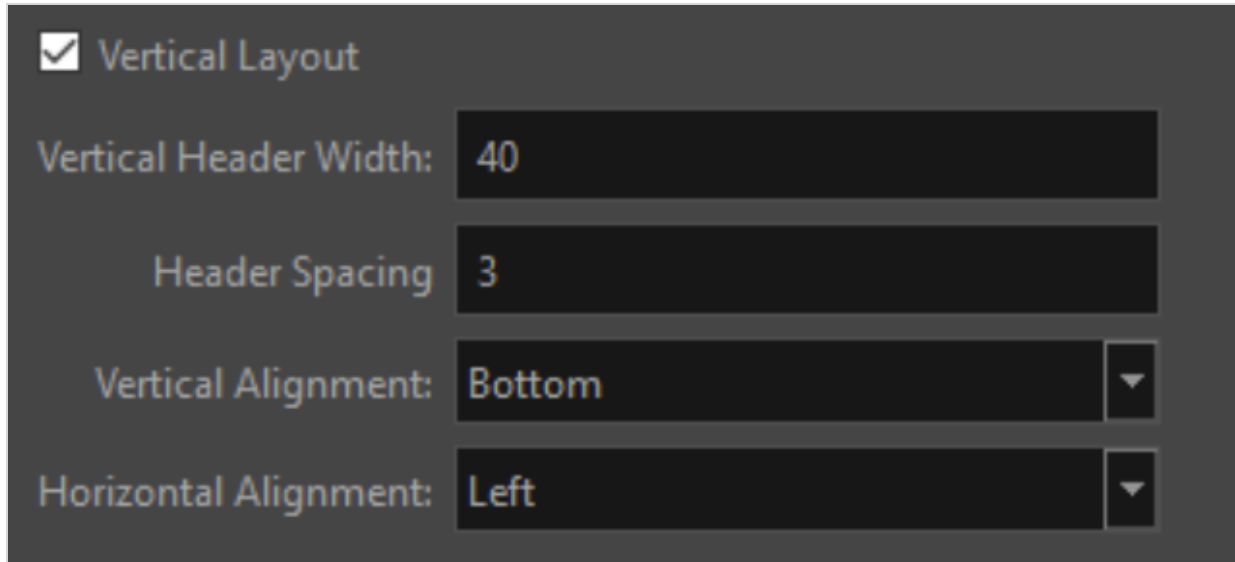 Vertical Layout
Vertical Header Width: 40
Header Spacing 3
Vertical Alignment: Bottom
Horizontal Alignment: Left